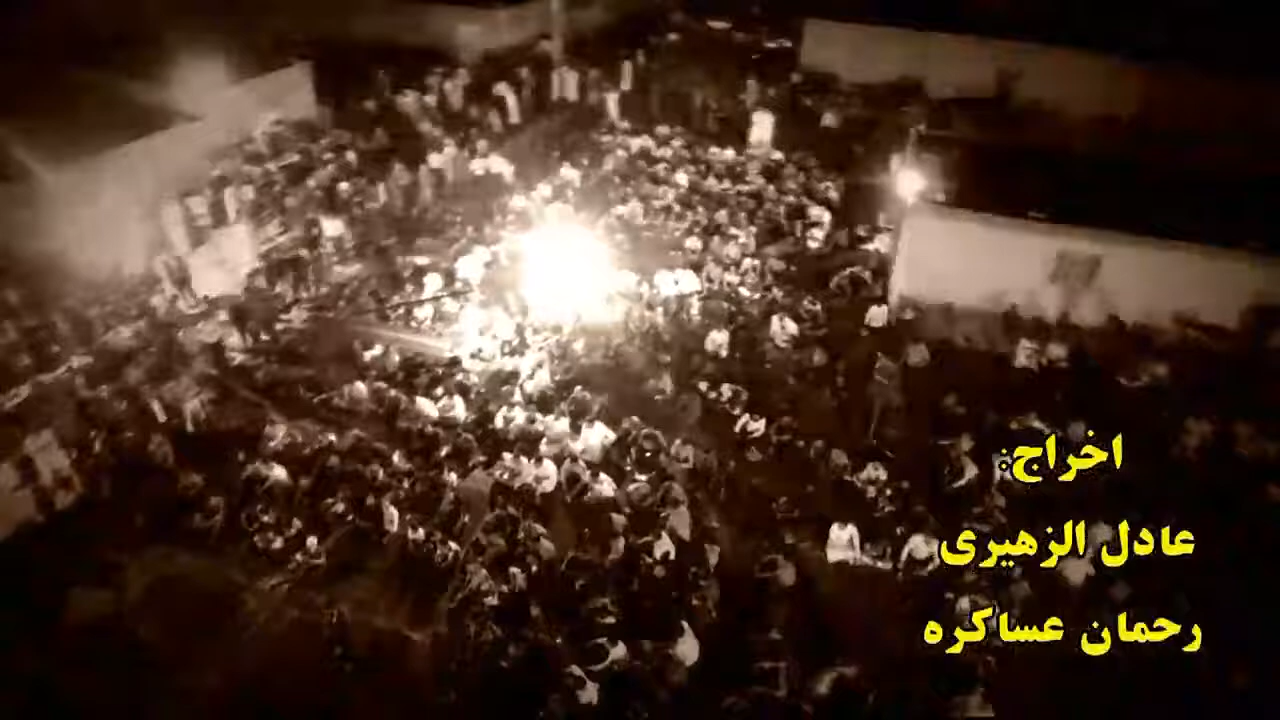 اخراج:
عادل الزهیری
رحمان عساکره